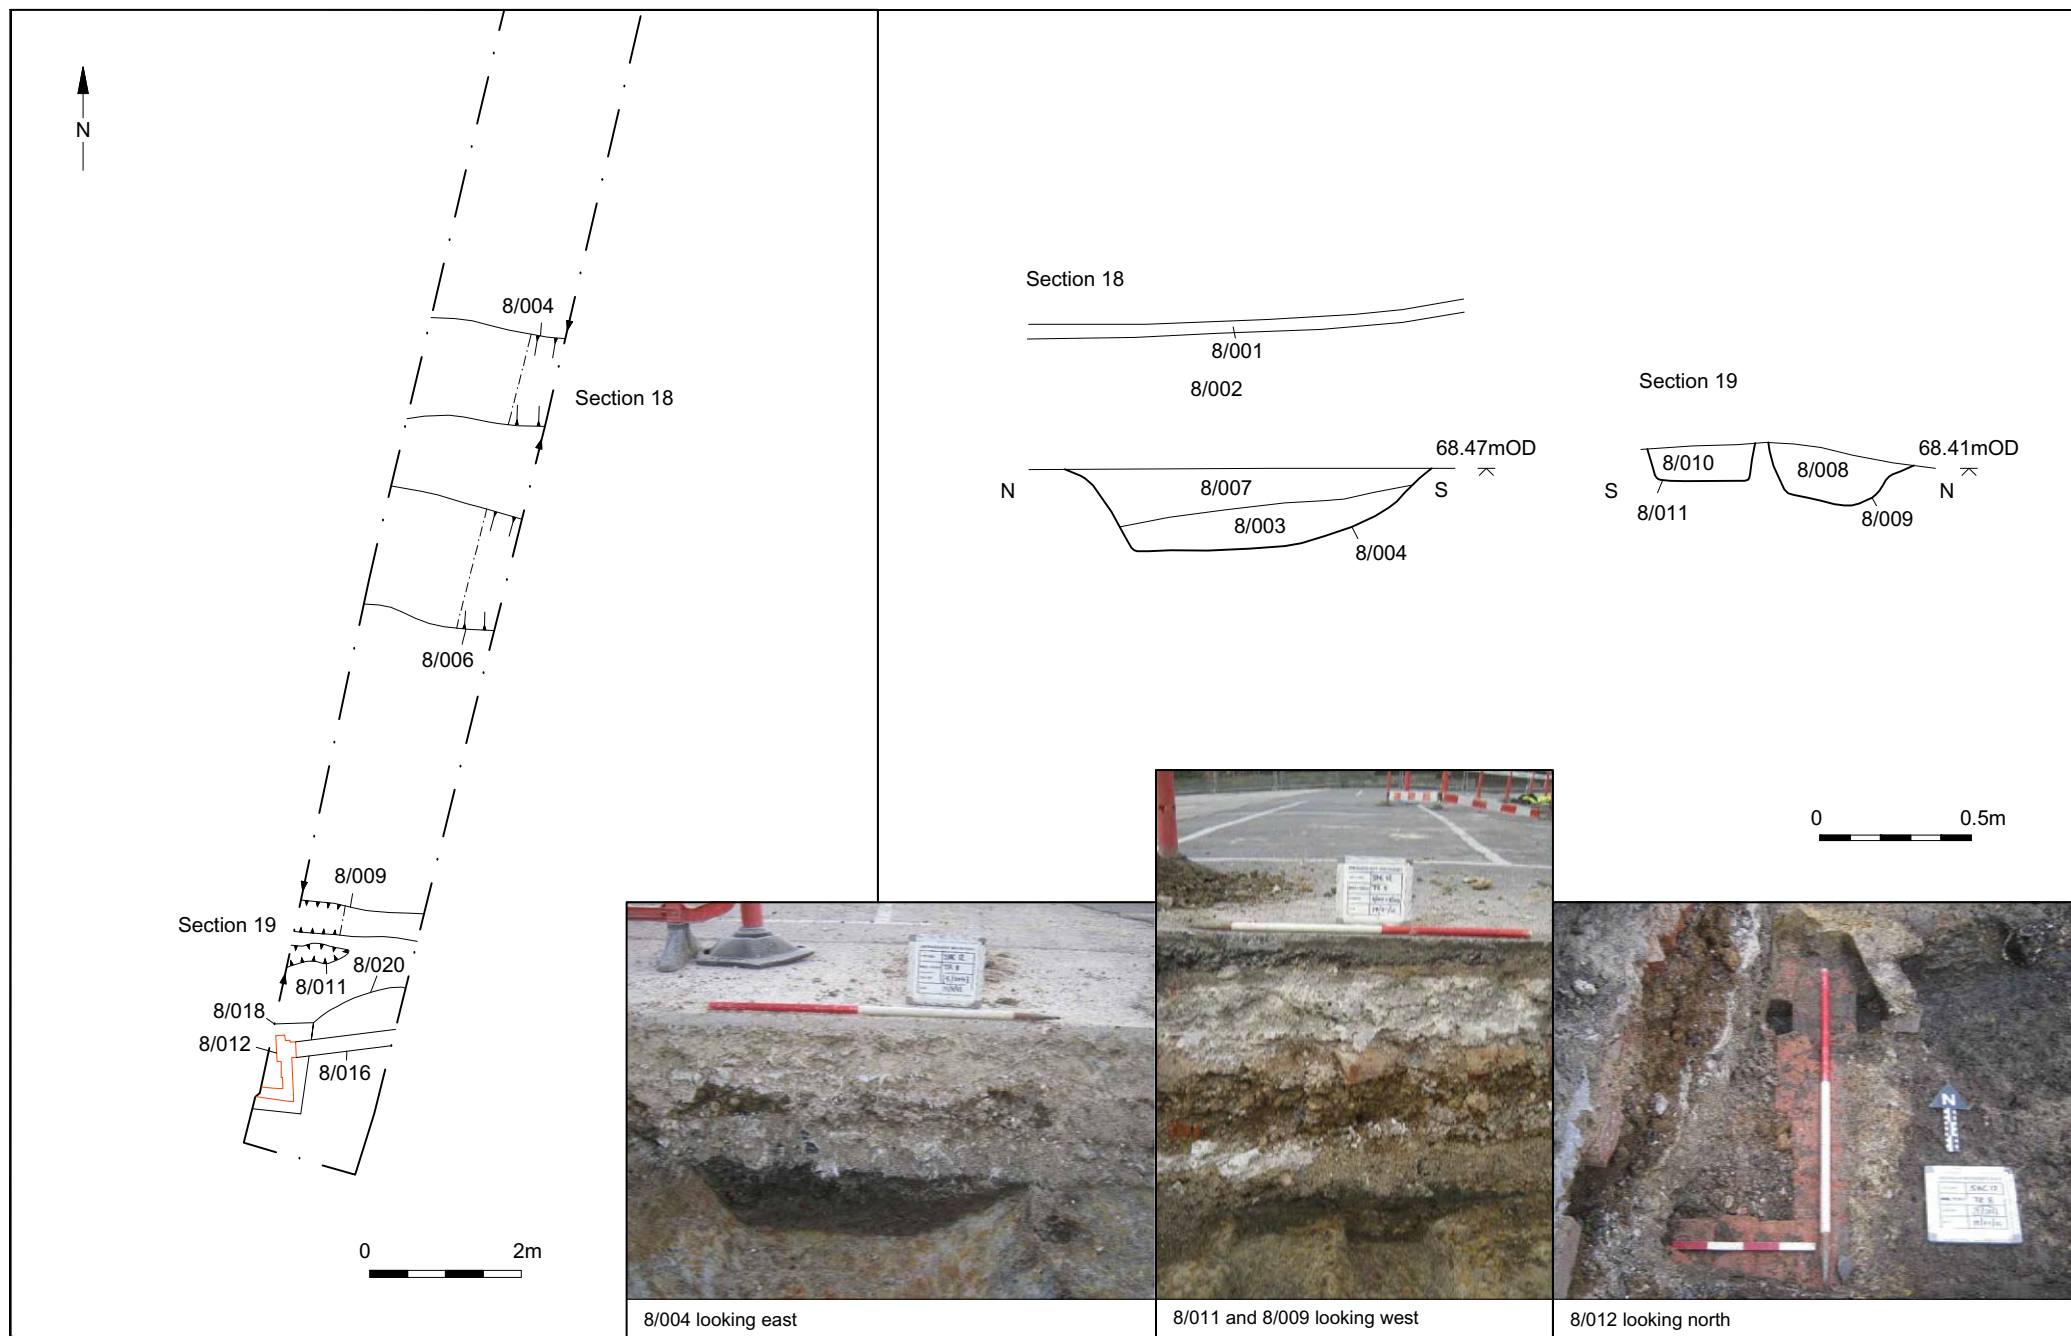 N
8/004
Section 18
8/006
8/009
Section 19
8/011
8/020
8/018
8/012
8/016
0 2m
Section 18
8/001
8/002
68.47mOD
N
S
8/007
8/003
8/004
Section 19
68.41mOD
8/010
8/008
S
N
8/011
8/009
0 0.5m
N
8/004 looking east
8/011 and 8/009 looking west
8/012 looking north